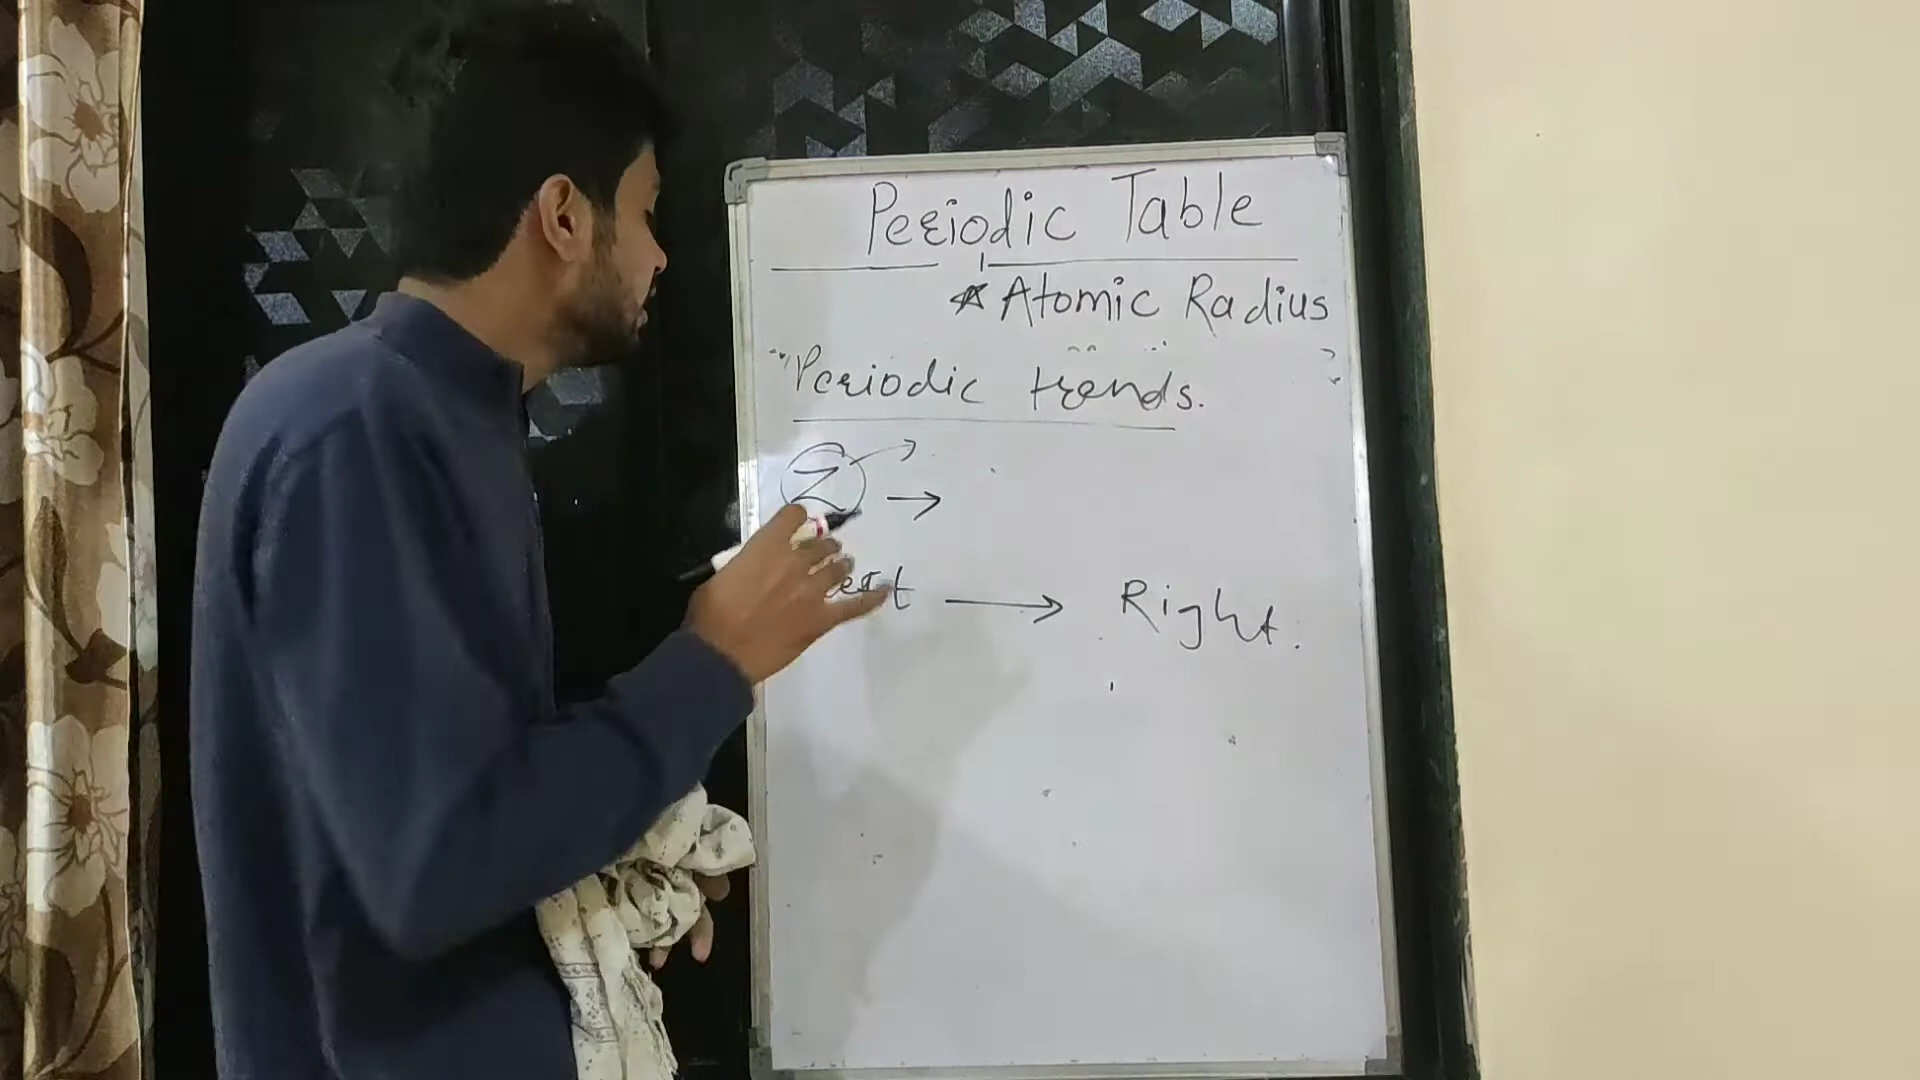 Periodic Table
* Atomic Radius
"Periodic trends.
Z →
→ Right.